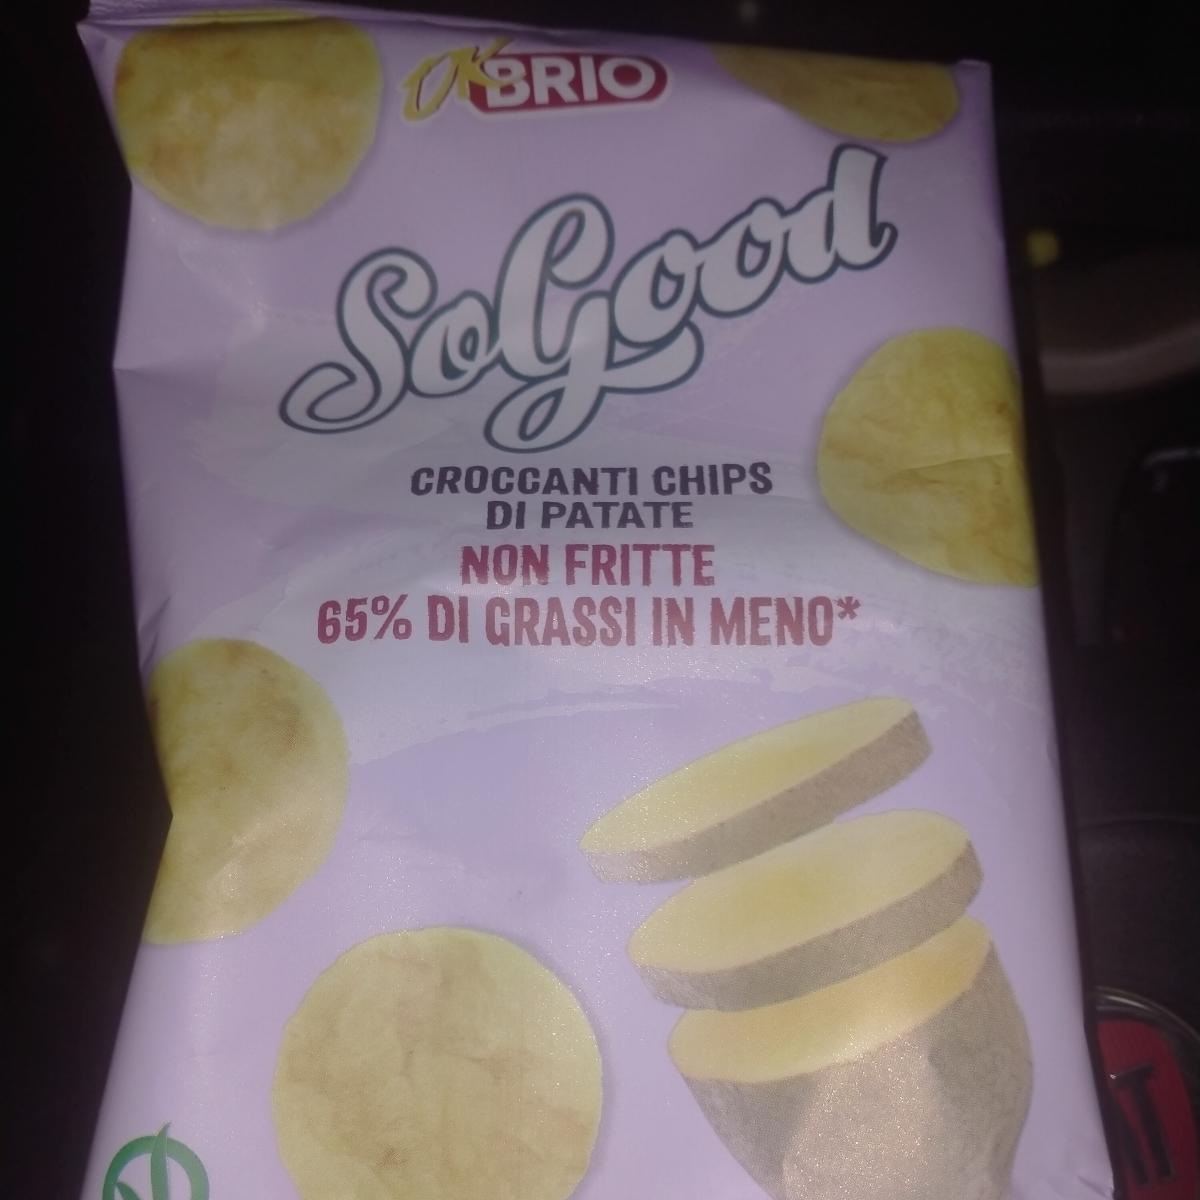 OK BRIO
SoGood
CROCCANTI CHIPS
DI PATATE
NON FRITTE
65% DI GRASSI IN MENO*